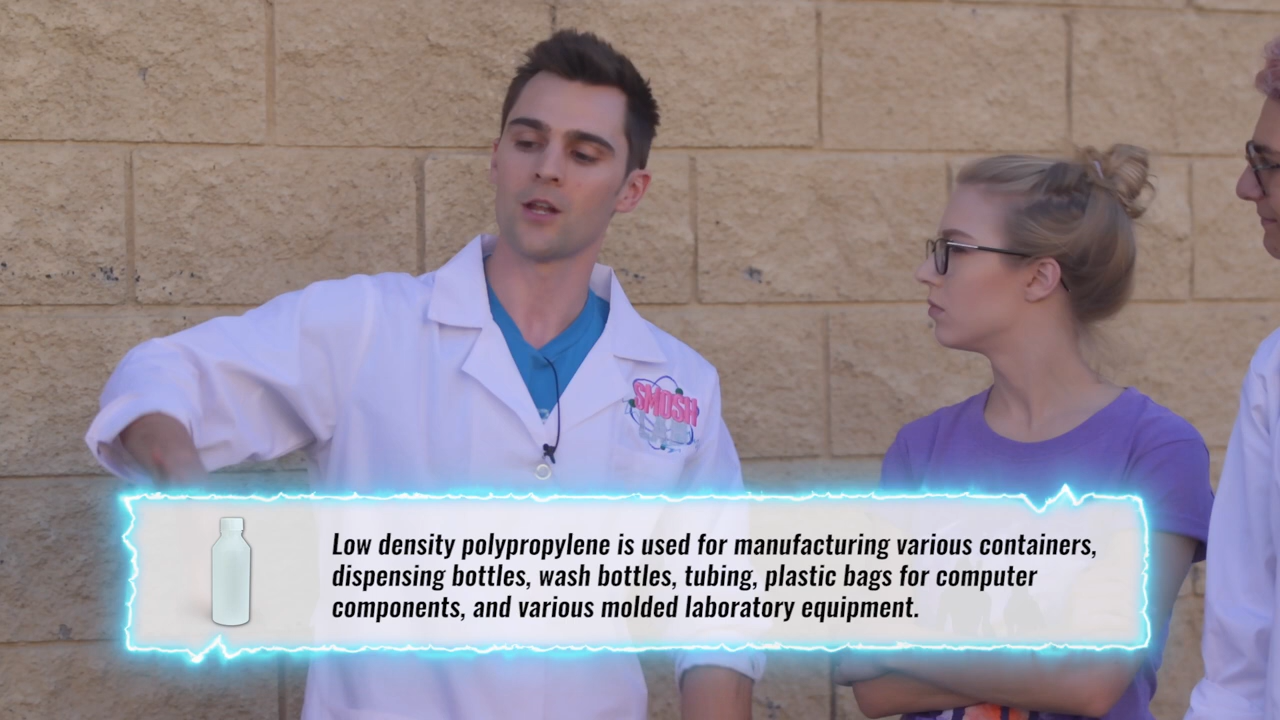 SMOSH
Low density polypropylene is used for manufacturing various containers,
dispensing bottles, wash bottles, tubing, plastic bags for computer
components, and various molded laboratory equipment.